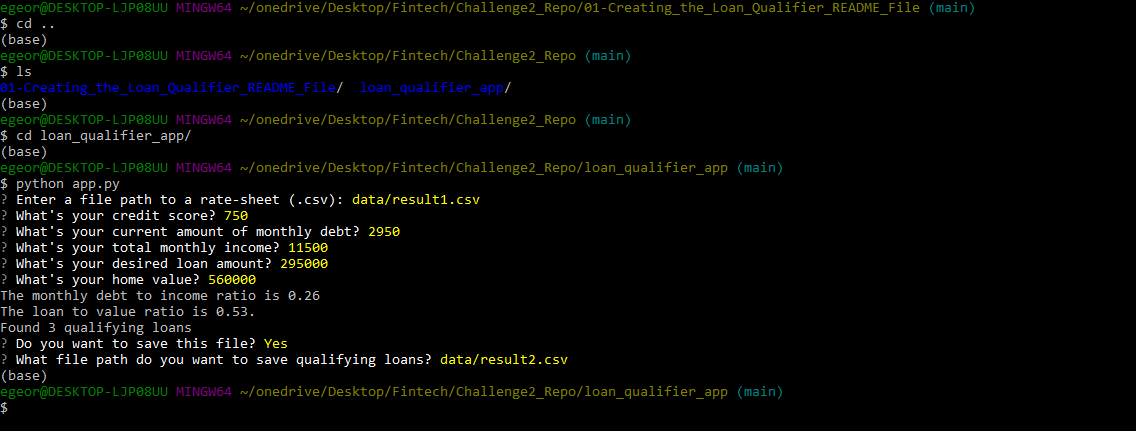 egeor@DESKTOP-LJP08UU MINGW64 ~/onedrive/Desktop/Fintech/Challenge2_Repo/01-Creating_the_Loan_Qualifier_README_File (main)
$ cd ..
(base)
egeor@DESKTOP-LJP08UU MINGW64 ~/onedrive/Desktop/Fintech/Challenge2_Repo (main)
$ ls
01-Creating_the_Loan_Qualifier_README_File/  loan_qualifier_app/
(base)
egeor@DESKTOP-LJP08UU MINGW64 ~/onedrive/Desktop/Fintech/Challenge2_Repo (main)
$ cd loan_qualifier_app/
(base)
egeor@DESKTOP-LJP08UU MINGW64 ~/onedrive/Desktop/Fintech/Challenge2_Repo/loan_qualifier_app (main)
$ python app.py
? Enter a file path to a rate-sheet (.csv): data/result1.csv
? What's your credit score? 750
? What's your current amount of monthly debt? 2950
? What's your total monthly income? 11500
? What's your desired loan amount? 295000
? What's your home value? 560000
The monthly debt to income ratio is 0.26
The loan to value ratio is 0.53.
Found 3 qualifying loans
? Do you want to save this file? Yes
? What file path do you want to save qualifying loans? data/result2.csv
(base)
egeor@DESKTOP-LJP08UU MINGW64 ~/onedrive/Desktop/Fintech/Challenge2_Repo/loan_qualifier_app (main)
$